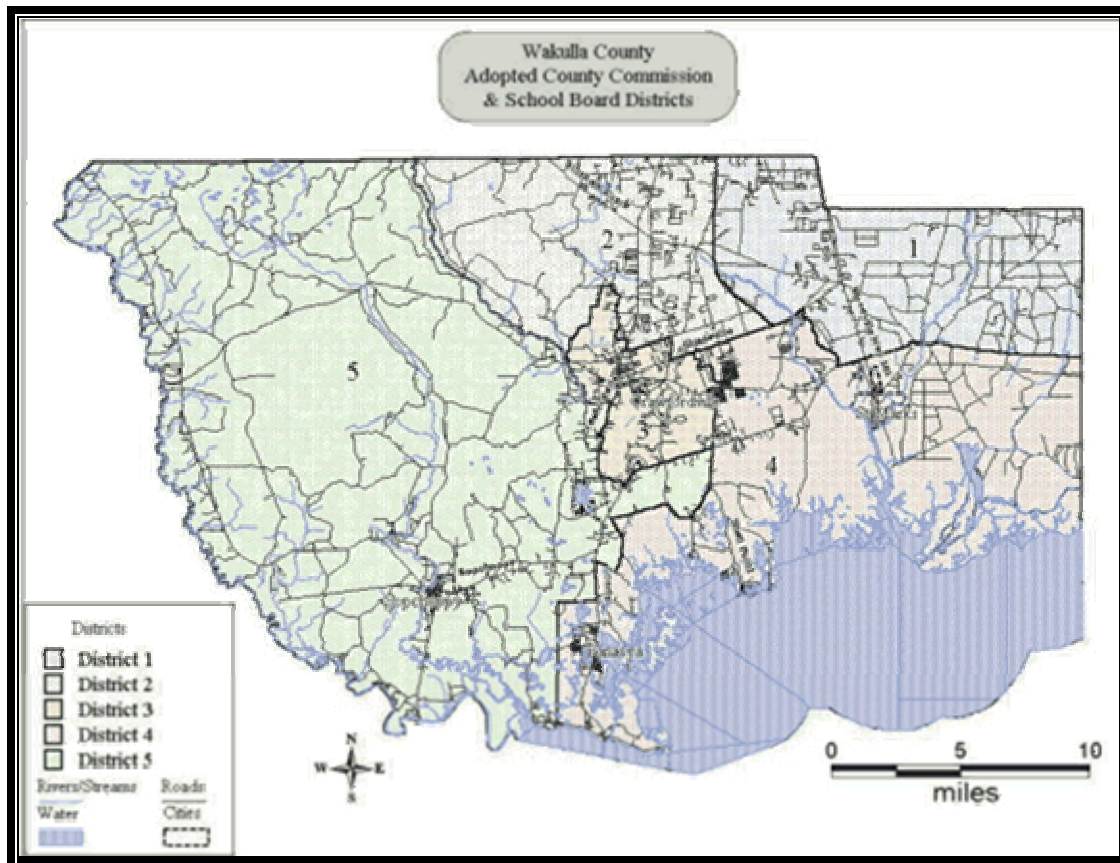 Wakulla County
Adopted County Commission
& School Board Districts
2
1
5
3
4
Districts
District 1
District 2
District 3
District 4
District 5
Rivers/Streams
Roads
Water
Cities
N
W E
S
0 5 10
miles